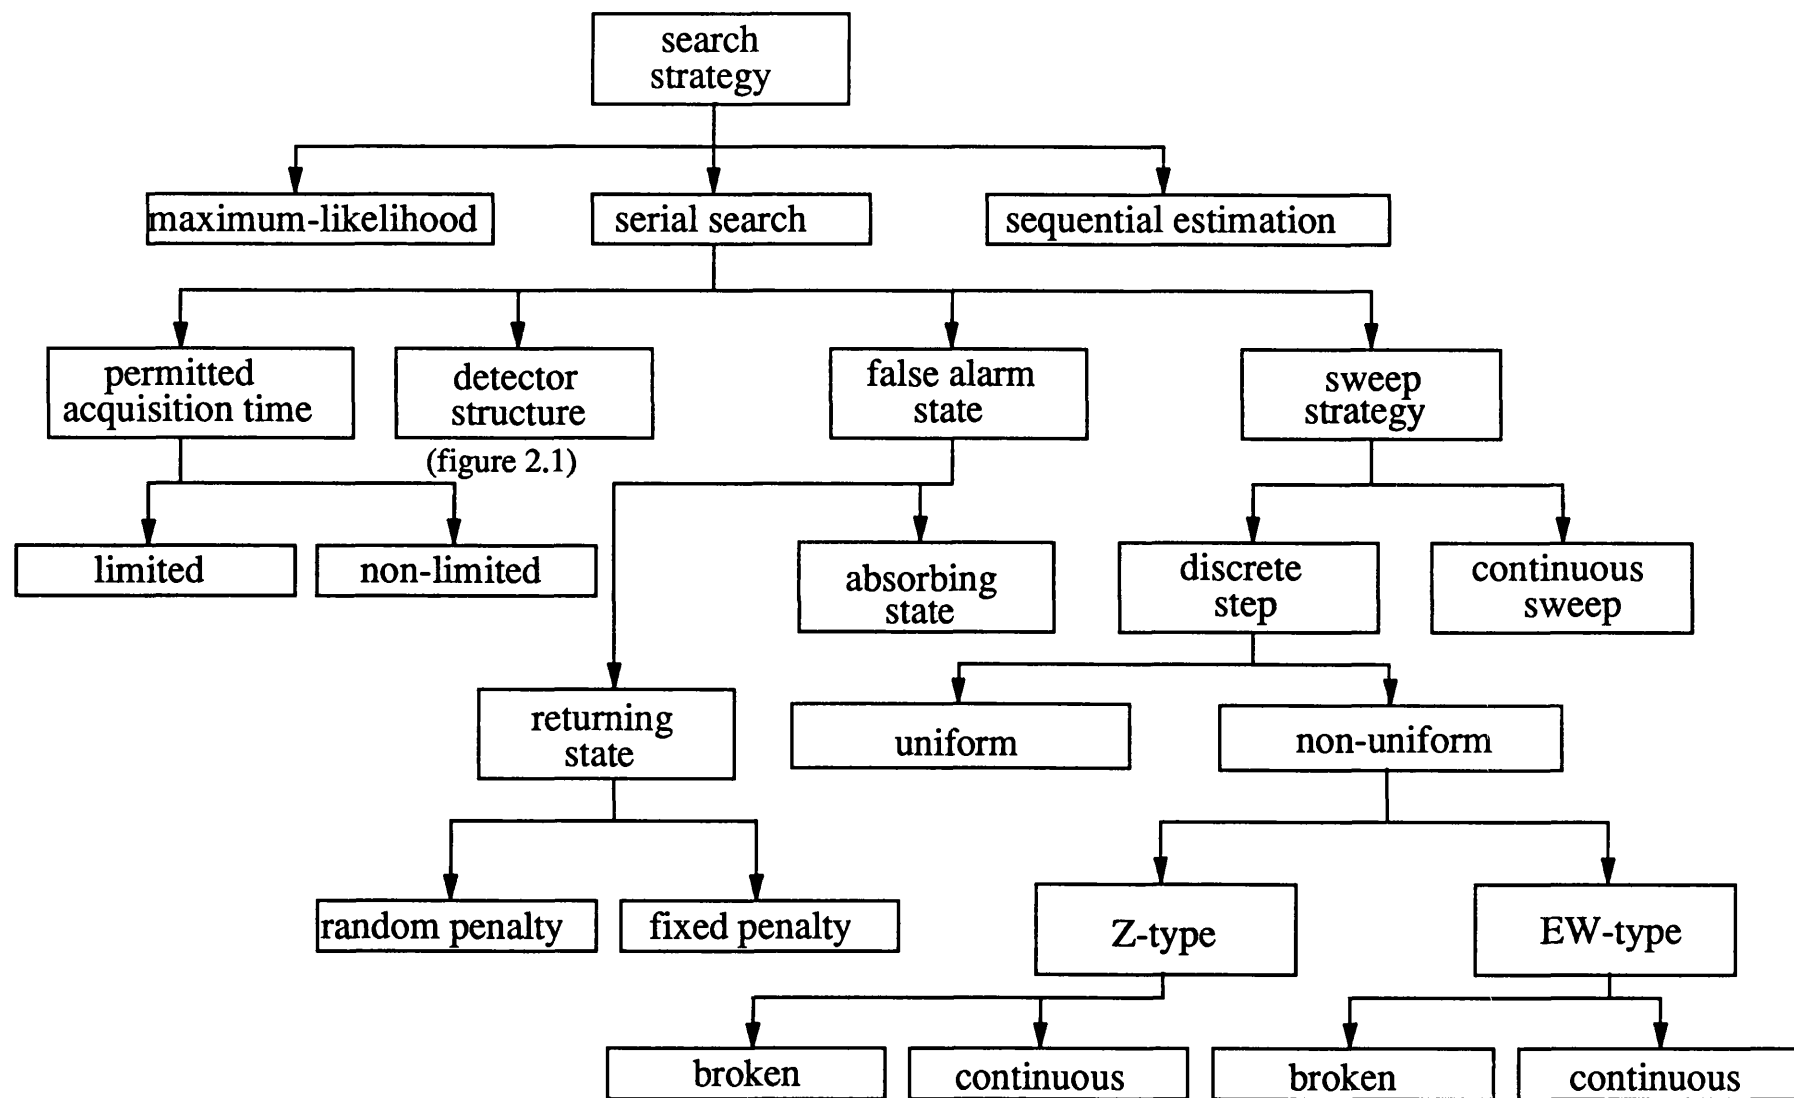 search
strategy
maximum-likelihood
serial search
sequential estimation
permitted
acquisition time
detector
structure
(figure 2.1)
false alarm
state
sweep
strategy
limited
non-limited
absorbing
state
discrete
step
continuous
sweep
returning
state
uniform
non-uniform
random penalty
fixed penalty
Z-type
EW-type
broken
continuous
broken
continuous